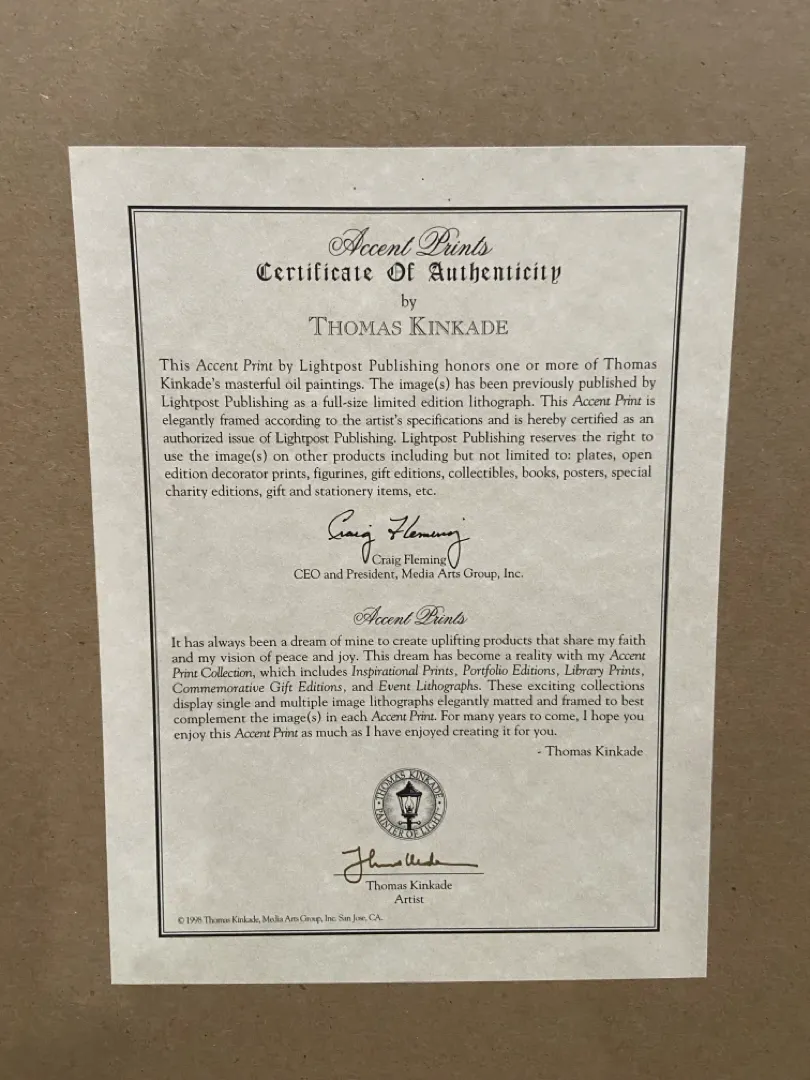 Accent Prints
Certificate Of Authenticity
by
THOMAS KINKADE
This Accent Print by Lightpost Publishing honors one or more of Thomas
Kinkade's masterful oil paintings. The image(s) has been previously published by
Lightpost Publishing as a full-size limited edition lithograph. This Accent Print is
elegantly framed according to the artist's specifications and is hereby certified as an
authorized issue of Lightpost Publishing. Lightpost Publishing reserves the right to
use the image(s) on other products including but not limited to: plates, open
edition decorator prints, figurines, gift editions, collectibles, books, posters, special
charity editions, gift and stationery items, etc.
Craig Fleming
Craig Fleming
CEO and President, Media Arts Group, Inc.
Accent Prints
It has always been a dream of mine to create uplifting products that share my faith
and my vision of peace and joy. This dream has become a reality with my Accent
Print Collection, which includes Inspirational Prints, Portfolio Editions, Library Prints,
Commemorative Gift Editions, and Event Lithographs. These exciting collections
display single and multiple image lithographs elegantly matted and framed to best
complement the image(s) in each Accent Print. For many years to come, I hope you
enjoy this Accent Print as much as I have enjoyed creating it for you.
- Thomas Kinkade
THOMAS KINKADE
PAINTER OF LIGHT
Thomas Kinkade
Artist
© 1998 Thomas Kinkade, Media Arts Group, Inc. San Jose, CA.